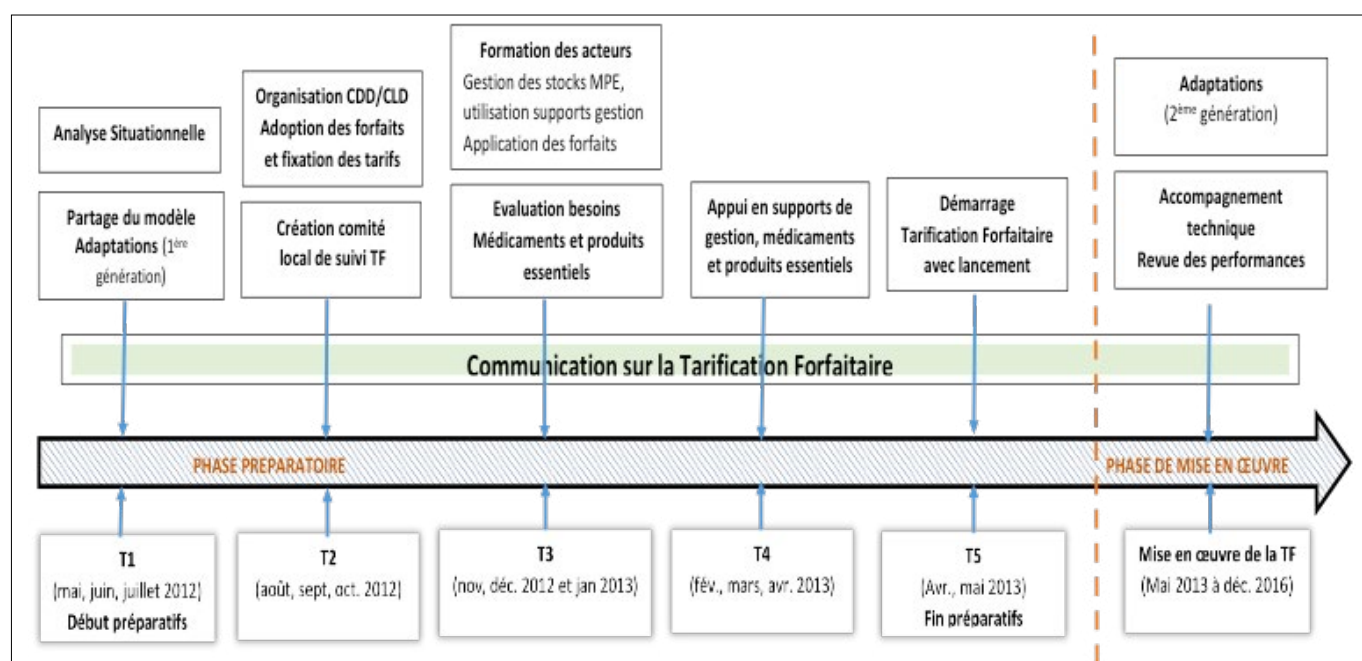 Analyse Situationnelle
Partage du modèle
Adaptations (1ère
génération)
Organisation CDD/CLD
Adoption des forfaits
et fixation des tarifs
Création comité
local de suivi TF
Formation des acteurs
Gestion des stocks MPE,
utilisation supports gestion
Application des forfaits
Evaluation besoins
Médicaments et produits
essentiels
Appui en supports de
gestion, médicaments
et produits essentiels
Démarrage
Tarification Forfaitaire
avec lancement
Adaptations
(2ème génération)
Accompagnement
technique
Revue des performances
Communication sur la Tarification Forfaitaire
PHASE PREPARATOIRE
PHASE DE MISE EN ŒUVRE
T1
(mai, juin, juillet 2012)
Début préparatifs
T2
(août, sept, oct. 2012)
T3
(nov, déc. 2012 et jan 2013)
T4
(fév., mars, avr. 2013)
T5
(Avr., mai 2013)
Fin préparatifs
Mise en œuvre de la TF
(Mai 2013 à déc. 2016)